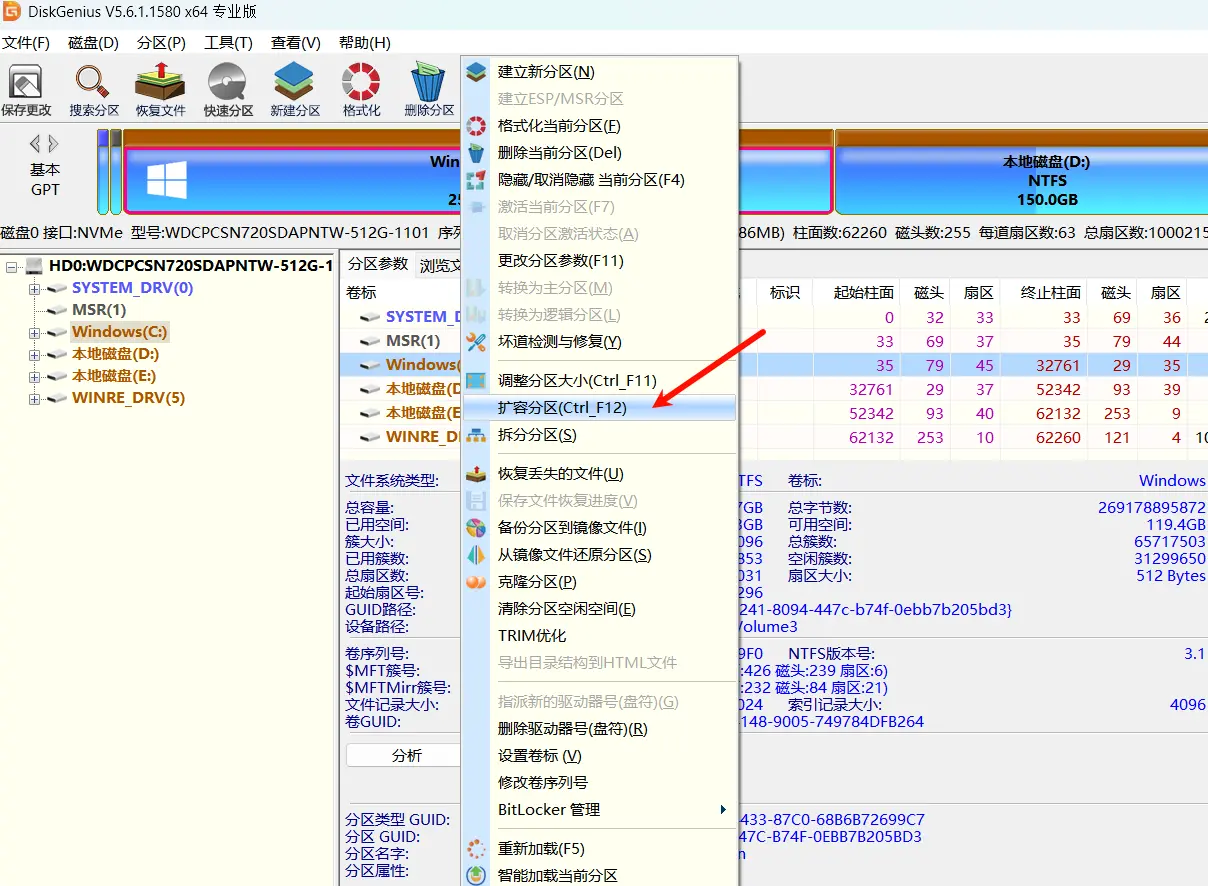 DiskGenius V5.6.1.1580 x64 专业版
文件(F) 磁盘(D) 分区(P) 工具(T) 查看(V) 帮助(H)
保存更改 搜索分区 恢复文件 快速分区 新建分区 格式化 删除分区
基本
GPT
Win
25
本地磁盘(D:)
NTFS
150.0GB
磁盘0 接口:NVMe 型号:WDCPCSN720SDAPNTW-512G-1101 序列
86MB) 柱面数:62260 磁头数:255 每道扇区数:63 总扇区数:1000215
HD0:WDCPCSN720SDAPNTW-512G-1
SYSTEM_DRV(0)
MSR(1)
Windows(C:)
本地磁盘(D:)
本地磁盘(E:)
WINRE_DRV(5)
建立新分区(N)
建立ESP/MSR分区
格式化当前分区(F)
删除当前分区(Del)
隐藏/取消隐藏 当前分区(F4)
激活当前分区(F7)
取消分区激活状态(A)
更改分区参数(F11)
转换为主分区(M)
转换为逻辑分区(L)
坏道检测与修复(Y)
调整分区大小(Ctrl_F11)
扩容分区(Ctrl_F12)
拆分分区(S)
恢复丢失的文件(U)
保存文件恢复进度(V)
备份分区到镜像文件(I)
从镜像文件还原分区(S)
克隆分区(P)
清除分区空闲空间(E)
TRIM优化
导出目录结构到HTML文件
指派新的驱动器号(盘符)(G)
删除驱动器号(盘符)(R)
设置卷标 (V)
修改卷序列号
BitLocker 管理
重新加载(F5)
智能加载当前分区
分区参数 浏览文
卷标 标识 起始柱面 磁头 扇区 终止柱面 磁头 扇区
SYSTEM_D 0 32 33 33 69 36 2
MSR(1) 33 69 37 35 79 44
Windows( 35 79 45 32761 29 35
本地磁盘(D 32761 29 37 52342 93 39
本地磁盘(E 52342 93 40 62132 253 9
WINRE_D 62132 253 10 62260 121 4 10
文件系统类型: TFS 卷标: Windows
总容量: 7GB 总字节数: 269178895872
已用空间: 3GB 可用空间: 119.4GB
簇大小: 096 总簇数: 65717503
已用簇数: 853 空闲簇数: 31299650
总扇区数: 031 扇区大小: 512 Bytes
起始扇区号: 296
GUID路径: 241-8094-447c-b74f-0ebb7b205bd3}
设备路径: Volume3
卷序列号: 9F0 NTFS版本号: 3.1
$MFT簇号: :426 磁头:239 扇区:6)
$MFTMirr簇号: :232 磁头:84 扇区:21)
文件记录大小: 024 索引记录大小: 4096
卷GUID: 148-9005-749784DFB264
分析
分区类型 GUID: 433-87C0-68B6B72699C7
分区 GUID: 47C-B74F-0EBB7B205BD3
分区名字: n
分区属性: